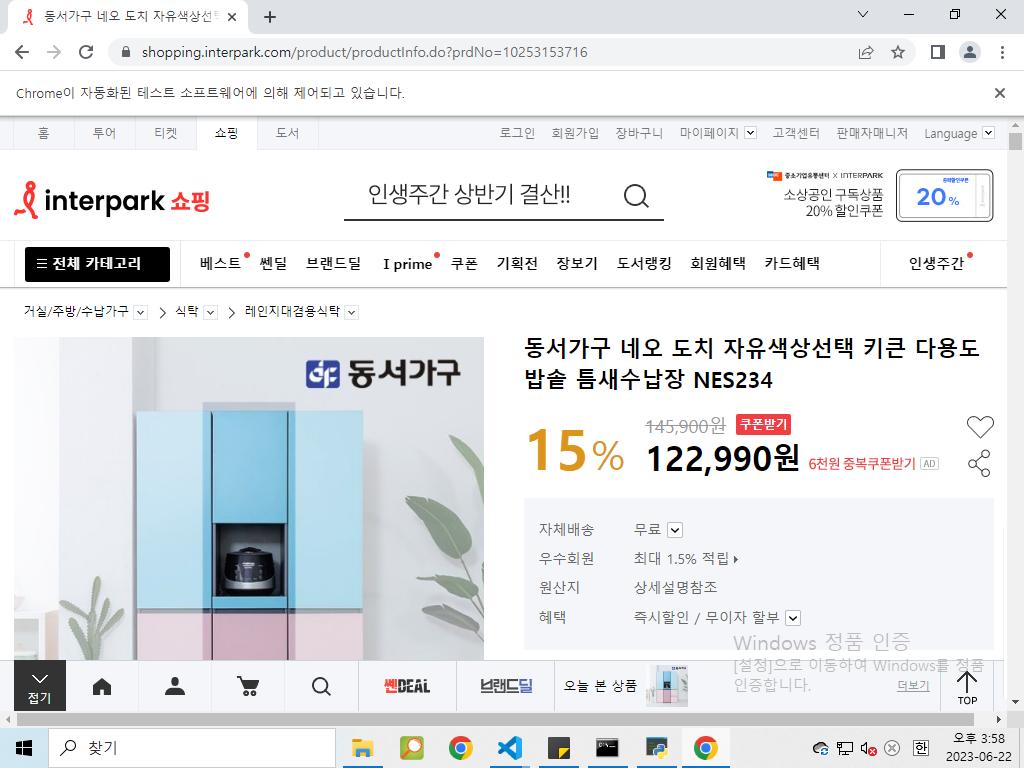 동서가구 네오 도치 자유색상선택
shopping.interpark.com/product/productInfo.do?prdNo=10253153716
Chrome이 자동화된 테스트 소프트웨어에 의해 제어되고 있습니다.
홈 투어 티켓 쇼핑 도서 로그인 회원가입 장바구니 마이페이지 고객센터 판매자매니저 Language
interpark 쇼핑
인생주간 상반기 결산!!
중소기업유통센터 X INTERPARK
소상공인 구독상품
20% 할인쿠폰
20%
전체 카테고리 베스트 쎈딜 브랜드딜 I prime 쿠폰 기획전 장보기 도서랭킹 회원혜택 카드혜택 인생주간
거실/주방/수납가구 식탁 레인지대겸용식탁
동서가구
동서가구 네오 도치 자유색상선택 키큰 다용도
밥솥 틈새수납장 NES234
15%
145,900원 쿠폰받기
122,990원 6천원 중복쿠폰받기 AD
자체배송 무료
우수회원 최대 1.5% 적립
원산지 상세설명참조
혜택 즉시할인 / 무이자 할부
Windows 정품 인증
[설정]으로 이동하여 Windows를 정품
인증합니다.
접기
쎈DEAL
브랜드딜
오늘 본 상품
더보기
TOP
찾기
한
오후 3:58
2023-06-22